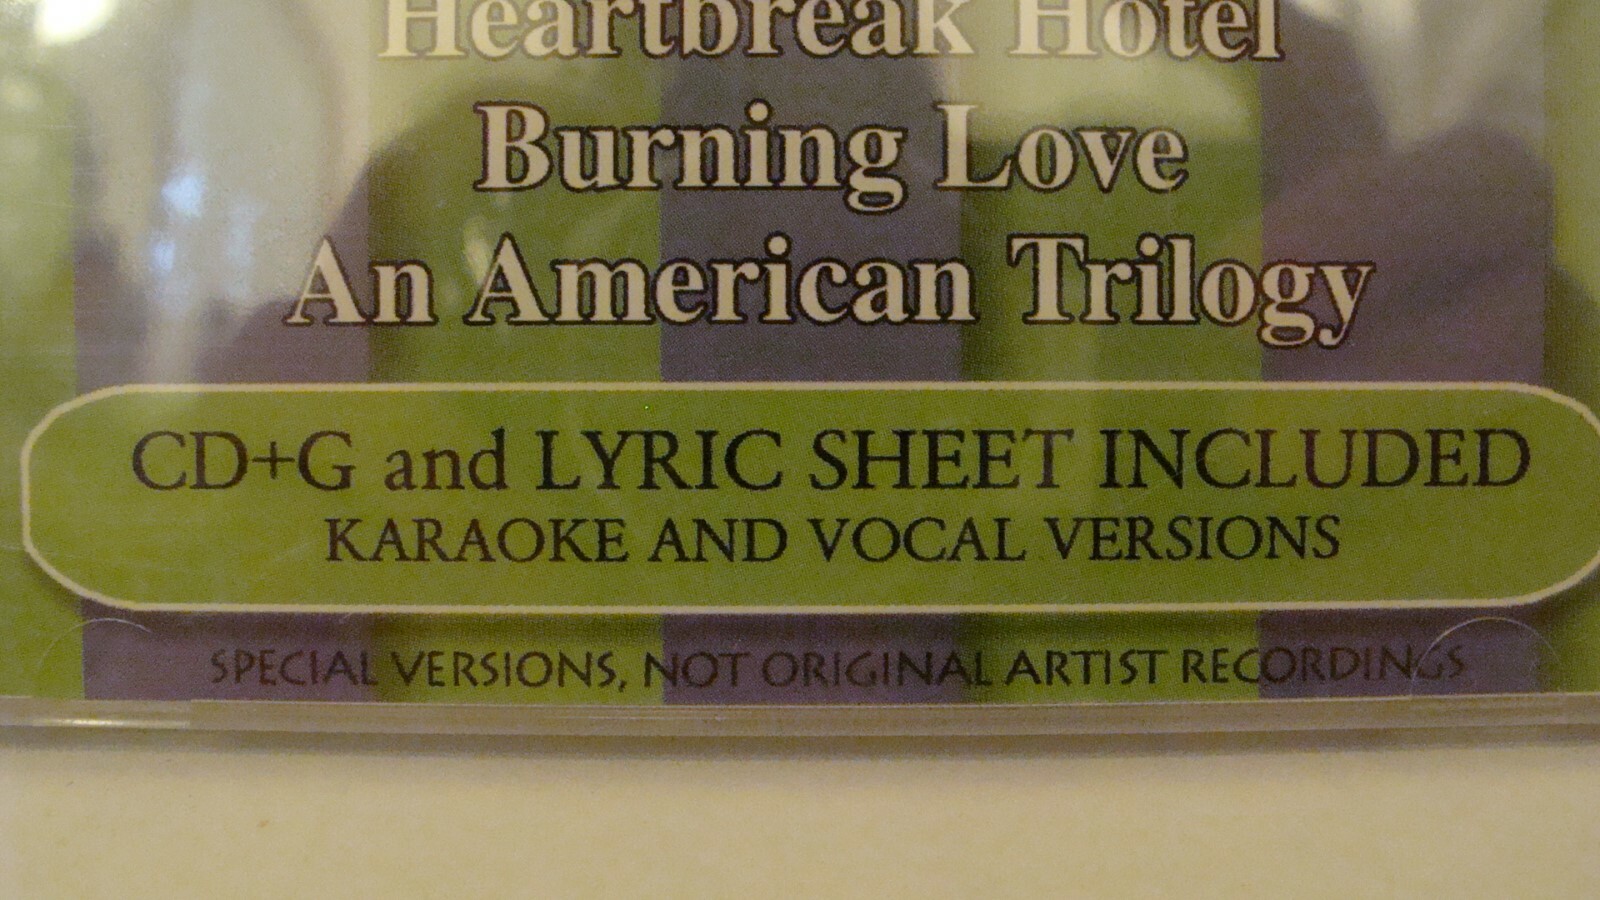 Heartbreak Hotel
Burning Love
An American Trilogy
CD+G and LYRIC SHEET INCLUDED
KARAOKE AND VOCAL VERSIONS
SPECIAL VERSIONS, NOT ORIGINAL ARTIST RECORDINGS